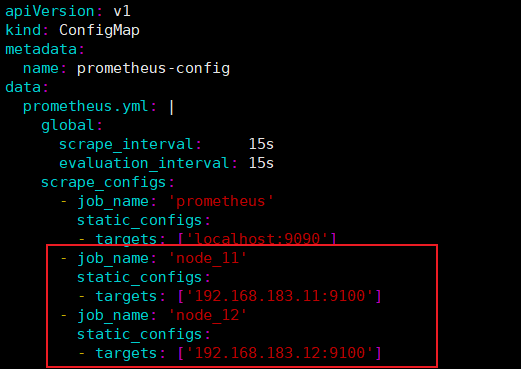 apiVersion: v1
kind: ConfigMap
metadata:
  name: prometheus-config
data:
  prometheus.yml: |
    global:
      scrape_interval:     15s
      evaluation_interval: 15s
    scrape_configs:
      - job_name: 'prometheus'
        static_configs:
        - targets: ['localhost:9090']
      - job_name: 'node_11'
        static_configs:
        - targets: ['192.168.183.11:9100']
      - job_name: 'node_12'
        static_configs:
        - targets: ['192.168.183.12:9100']